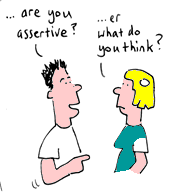 ... are you
assertive?
... er
what do
you think?